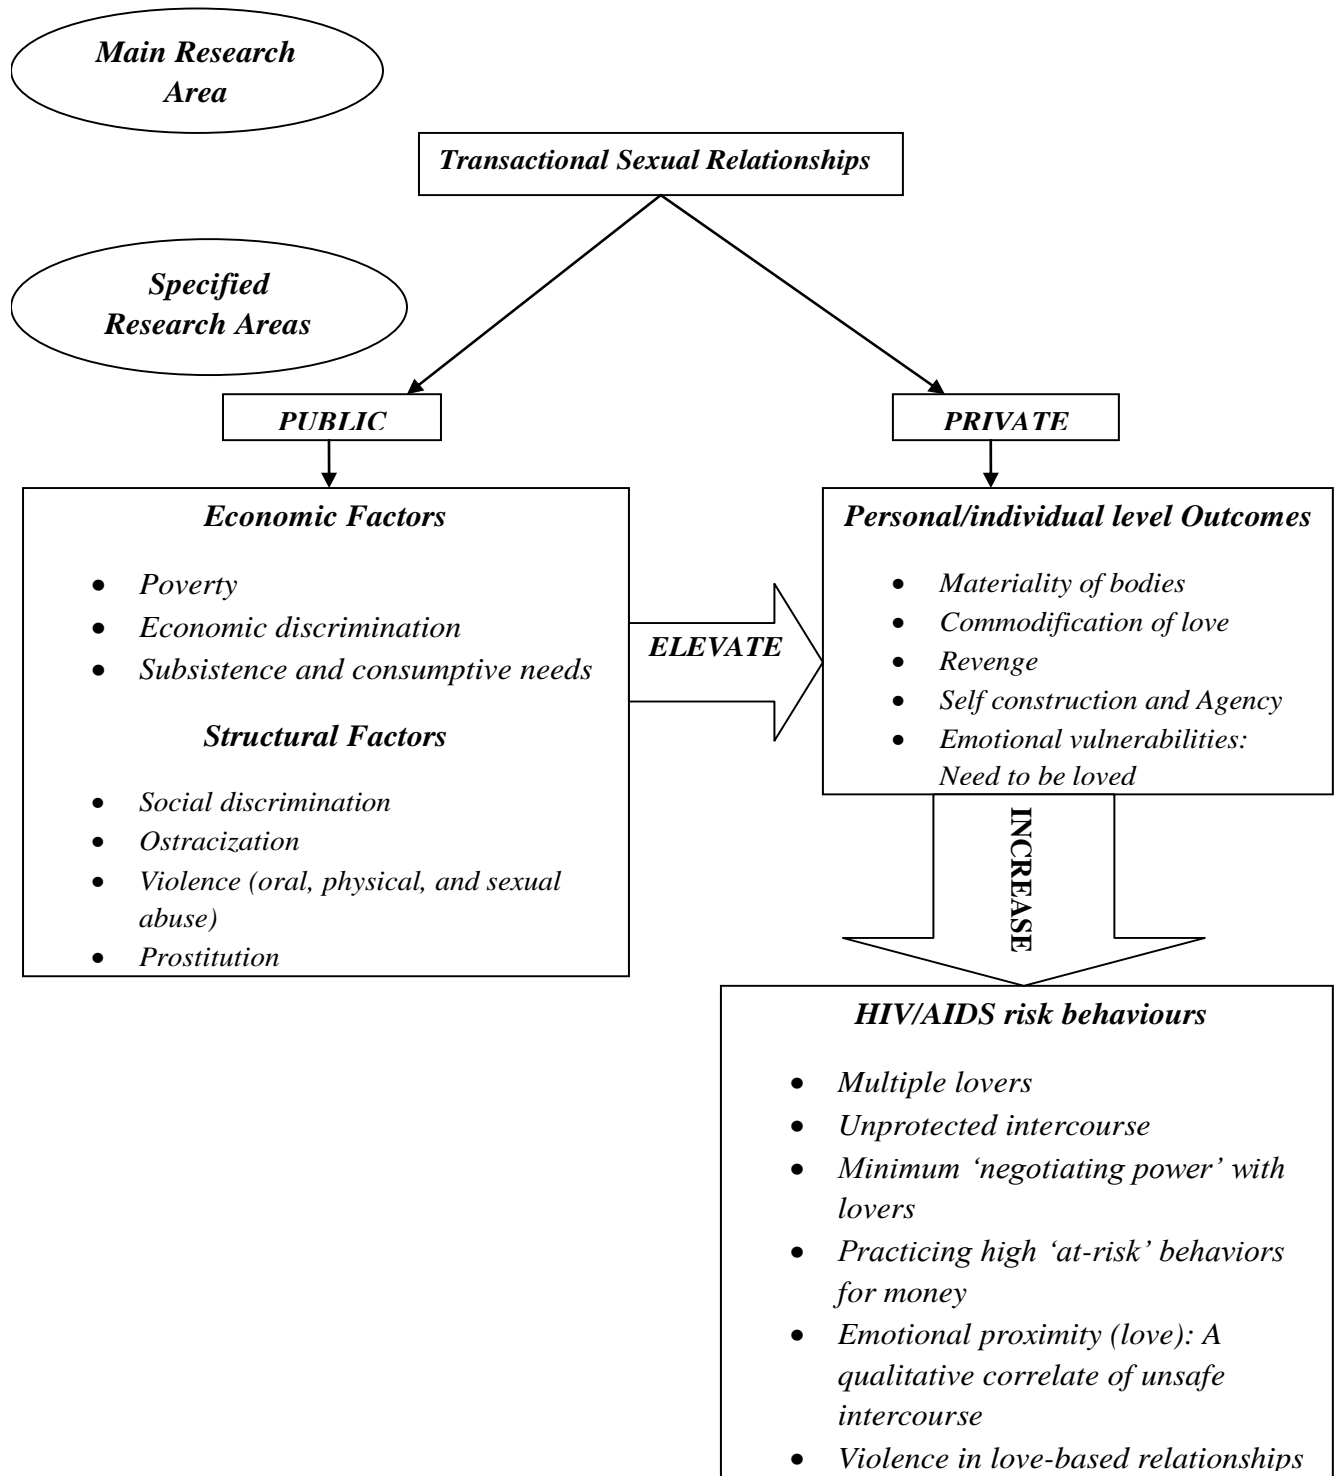 Main Research
Area
Transactional Sexual Relationships
Specified
Research Areas
PUBLIC
PRIVATE
Economic Factors
• Poverty
• Economic discrimination
• Subsistence and consumptive needs
Structural Factors
• Social discrimination
• Ostracization
• Violence (oral, physical, and sexual
abuse)
• Prostitution
ELEVATE
Personal/individual level Outcomes
• Materiality of bodies
• Commodification of love
• Revenge
• Self construction and Agency
• Emotional vulnerabilities:
Need to be loved
INCREASE
HIV/AIDS risk behaviours
• Multiple lovers
• Unprotected intercourse
• Minimum ‘negotiating power’ with
lovers
• Practicing high ‘at-risk’ behaviors
for money
• Emotional proximity (love): A
qualitative correlate of unsafe
intercourse
• Violence in love-based relationships